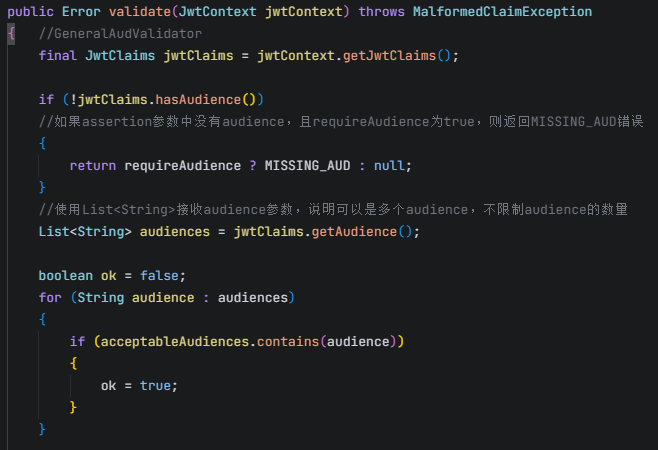 public Error validate(JwtContext jwtContext) throws MalformedClaimException
{ //GeneralAudValidator
final JwtClaims jwtClaims = jwtContext.getJwtClaims();
if (!jwtClaims.hasAudience())
//如果assertion参数中没有audience，且requireAudience为true，则返回MISSING_AUD错误
{
return requireAudience ? MISSING_AUD : null;
}
//使用List<String>接收audience参数，说明可以是多个audience，不限制audience的数量
List<String> audiences = jwtClaims.getAudience();
boolean ok = false;
for (String audience : audiences)
{
if (acceptableAudiences.contains(audience))
{
ok = true;
}
}